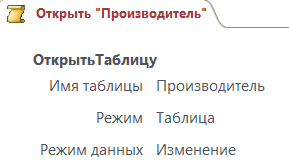 Открыть "Производитель"
ОткрытьТаблицу
Имя таблицы Производитель
Режим Таблица
Режим данных Изменение